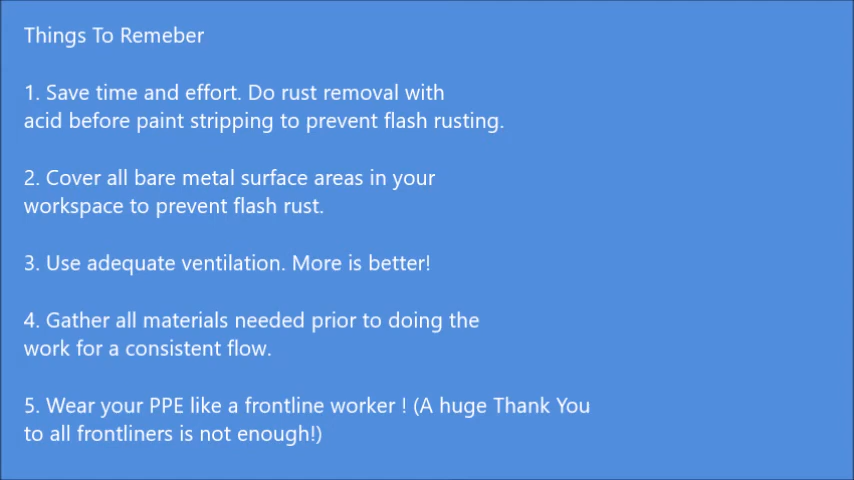 Things To Remeber
1. Save time and effort. Do rust removal with
acid before paint stripping to prevent flash rusting.
2. Cover all bare metal surface areas in your
workspace to prevent flash rust.
3. Use adequate ventilation. More is better!
4. Gather all materials needed prior to doing the
work for a consistent flow.
5. Wear your PPE like a frontline worker ! (A huge Thank You
to all frontliners is not enough!)